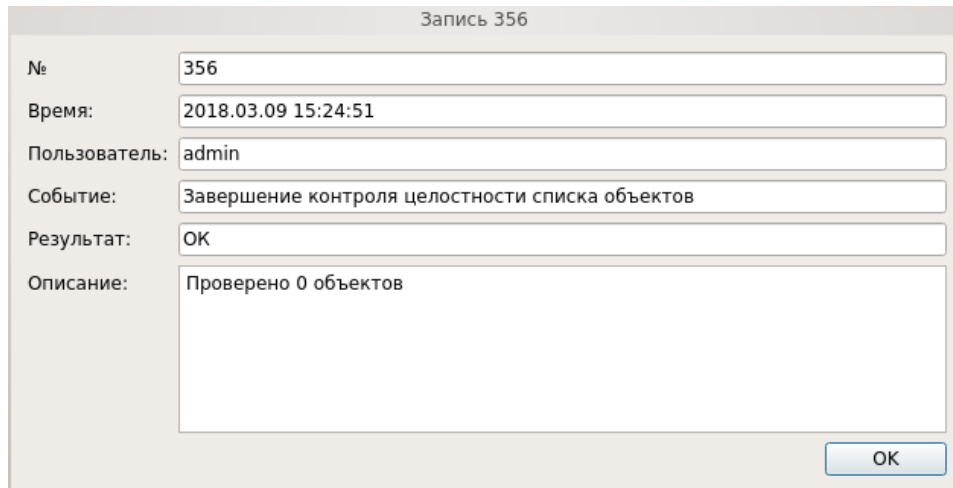 Запись 356
№ 356
Время: 2018.03.09 15:24:51
Пользователь: admin
Событие: Завершение контроля целостности списка объектов
Результат: OK
Описание: Проверено 0 объектов
OK